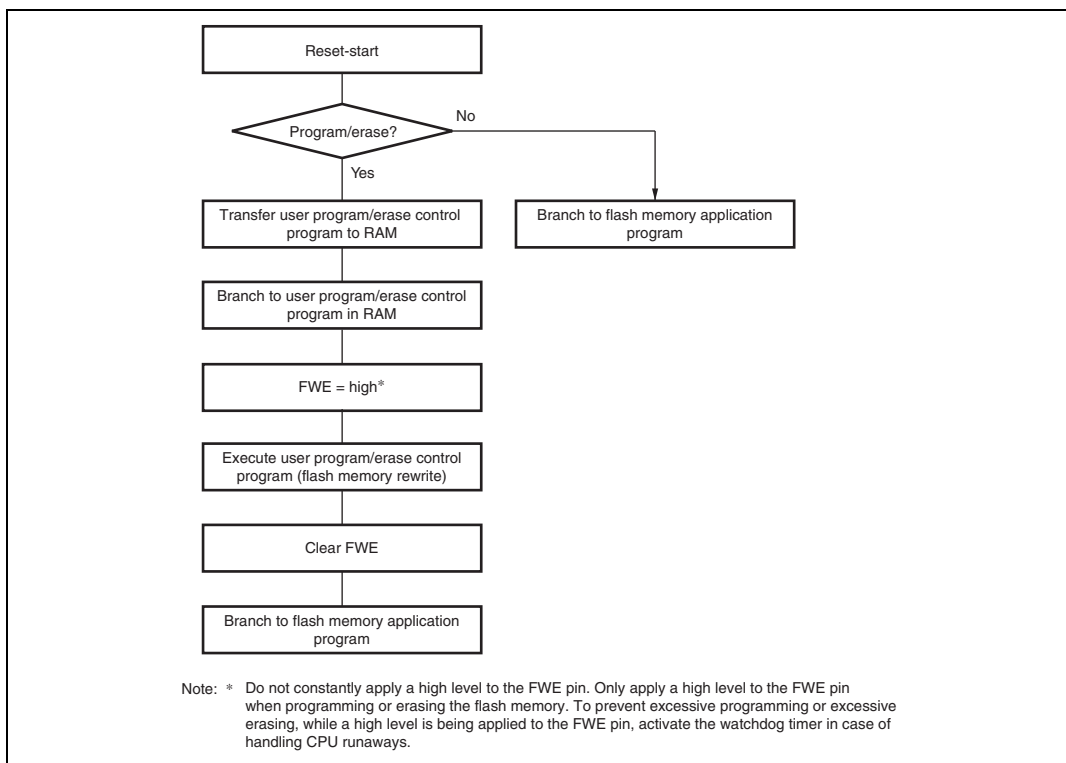 Reset-start
Program/erase?
No
Yes
Transfer user program/erase control
program to RAM
Branch to flash memory application
program
Branch to user program/erase control
program in RAM
FWE = high*
Execute user program/erase control
program (flash memory rewrite)
Clear FWE
Branch to flash memory application
program
Note: * Do not constantly apply a high level to the FWE pin. Only apply a high level to the FWE pin
when programming or erasing the flash memory. To prevent excessive programming or excessive
erasing, while a high level is being applied to the FWE pin, activate the watchdog timer in case of
handling CPU runaways.